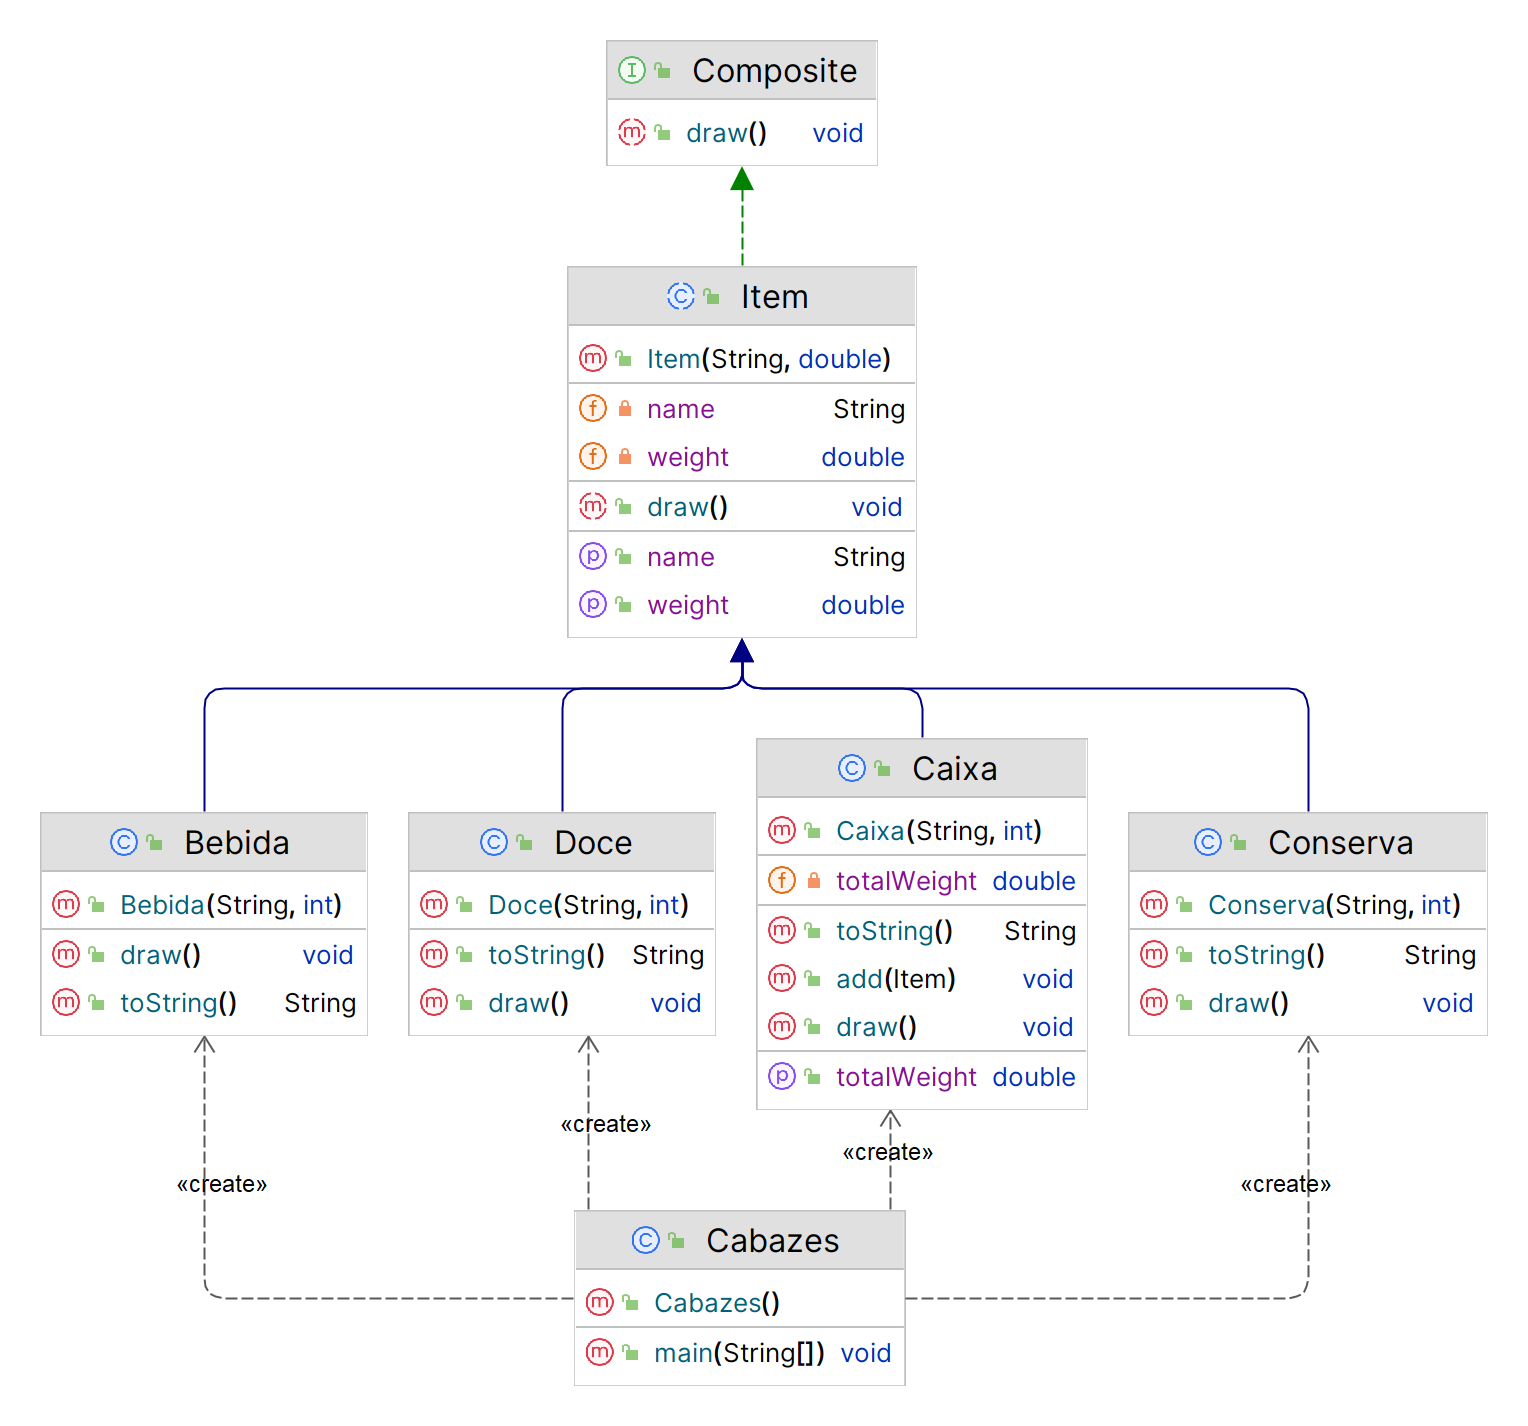 Composite
draw() void
Item
Item(String, double)
name String
weight double
draw() void
name String
weight double
Bebida
Bebida(String, int)
draw() void
toString() String
Doce
Doce(String, int)
toString() String
draw() void
Caixa
Caixa(String, int)
totalWeight double
toString() String
add(Item) void
draw() void
totalWeight double
Conserva
Conserva(String, int)
toString() String
draw() void
«create»
«create»
«create»
«create»
Cabazes
Cabazes()
main(String[]) void